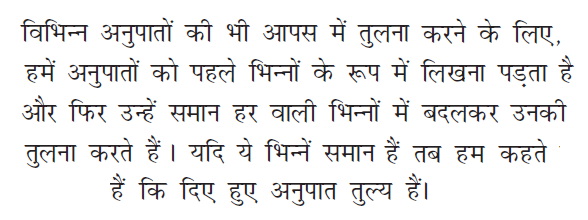 विभिन्न अनुपातों की भी आपस में तुलना करने के लिए,
हमें अनुपातों को पहले भिन्नों के रूप में लिखना पड़ता है
और फिर उन्हें समान हर वाली भिन्नों में बदलकर उनकी
तुलना करते हैं। यदि ये भिन्नें समान हैं तब हम कहते
हैं कि दिए हुए अनुपात तुल्य हैं।